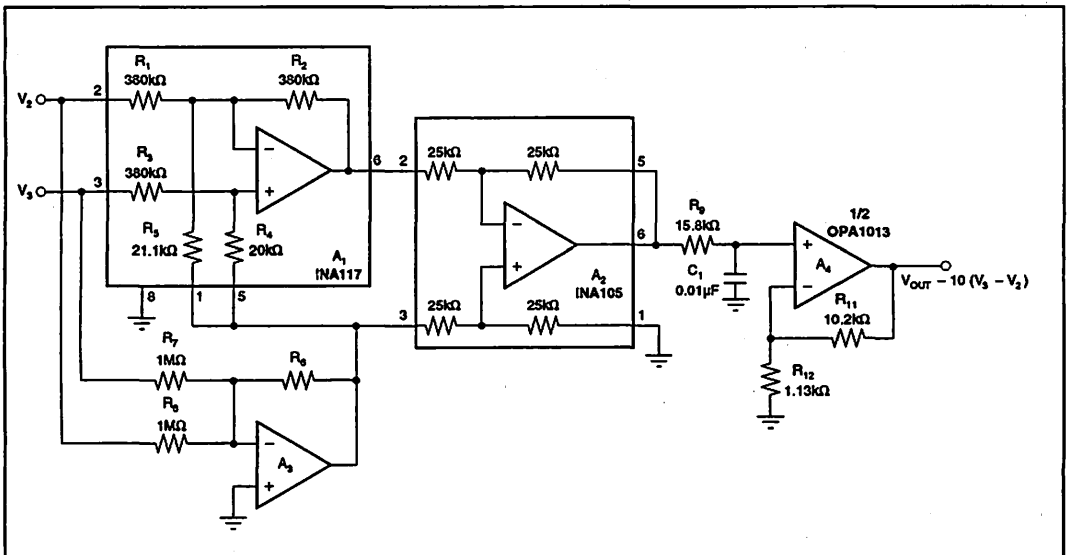 R1
380kΩ
R2
380kΩ
V2
2
R3
380kΩ
V3
3
6
R5
21.1kΩ
R4
20kΩ
A1
INA117
8
1
5
2
25kΩ
25kΩ
5
6
A2
INA105
3
25kΩ
25kΩ
1
R9
15.8kΩ
C1
0.01µF
1/2
OPA1013
A4
VOUT – 10 (V3 – V2)
R11
10.2kΩ
R12
1.13kΩ
R7
1MΩ
R6
R8
1MΩ
A3